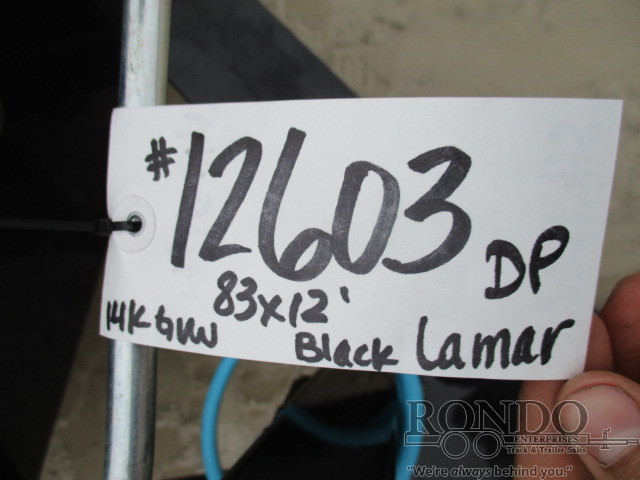 #12603 DP
83x12'
14K GVW Black Lamar
RONDO
ENTERPRISES
Truck & Trailer Sales
"We're always behind you."